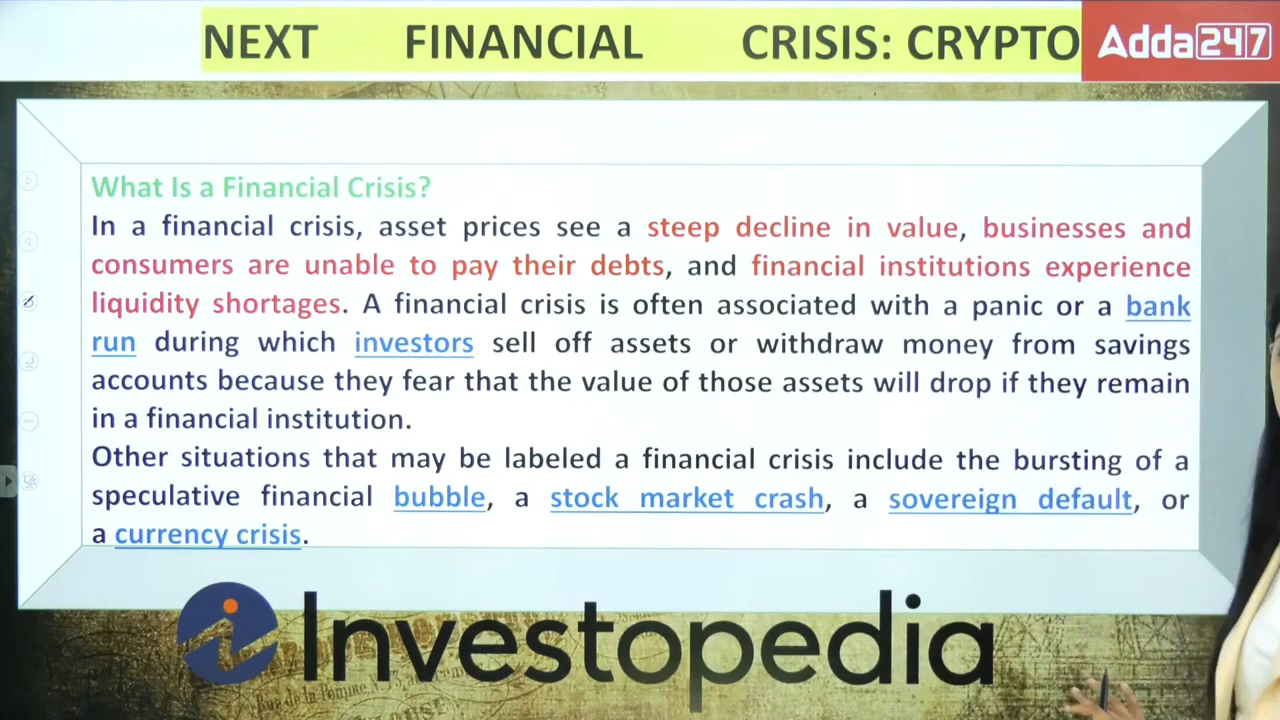 NEXT FINANCIAL CRISIS: CRYPTO
Adda247
What Is a Financial Crisis?
In a financial crisis, asset prices see a steep decline in value, businesses and
consumers are unable to pay their debts, and financial institutions experience
liquidity shortages. A financial crisis is often associated with a panic or a bank
run during which investors sell off assets or withdraw money from savings
accounts because they fear that the value of those assets will drop if they remain
in a financial institution.
Other situations that may be labeled a financial crisis include the bursting of a
speculative financial bubble, a stock market crash, a sovereign default, or
a currency crisis.
Investopedia